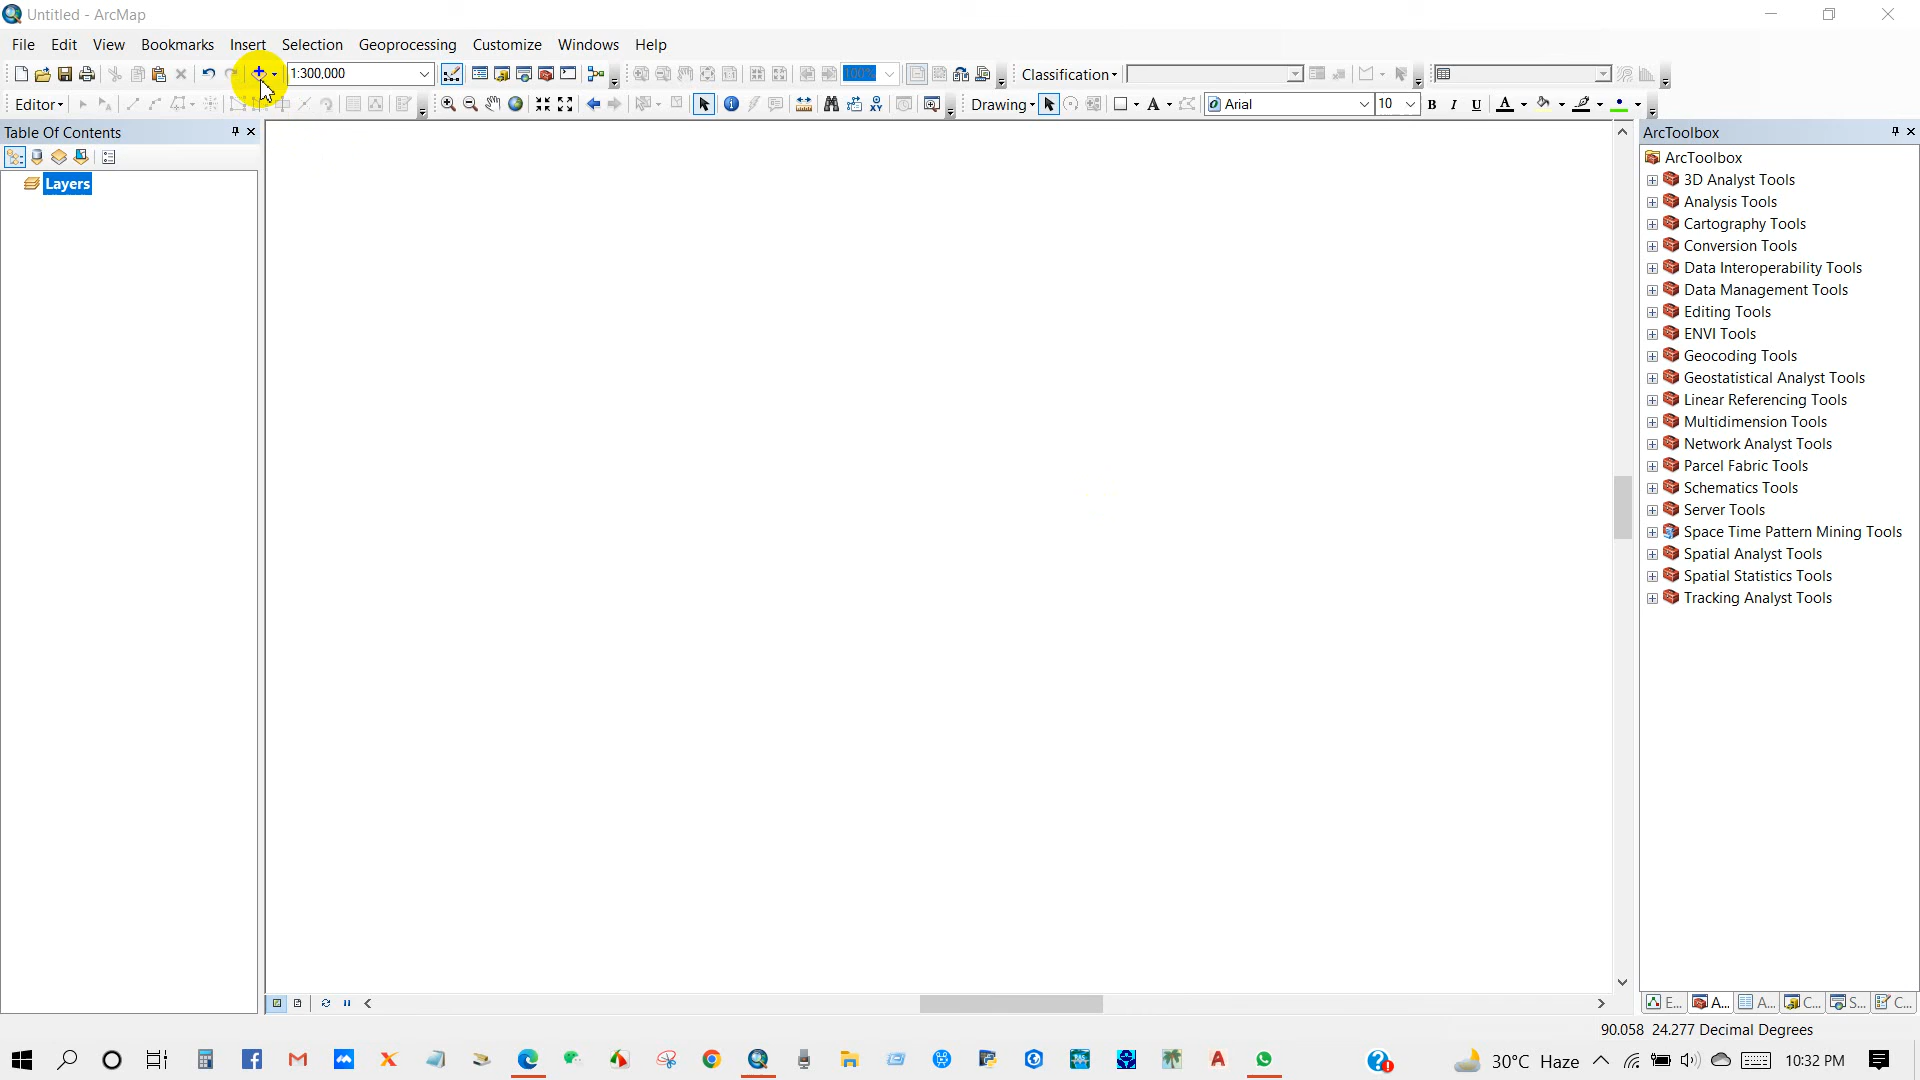 Untitled - ArcMap
File Edit View Bookmarks Insert Selection Geoprocessing Customize Windows Help
1:300,000
100%
Classification
Editor
Drawing
Arial
10
B I U A
Table Of Contents
Layers
ArcToolbox
ArcToolbox
3D Analyst Tools
Analysis Tools
Cartography Tools
Conversion Tools
Data Interoperability Tools
Data Management Tools
Editing Tools
ENVI Tools
Geocoding Tools
Geostatistical Analyst Tools
Linear Referencing Tools
Multidimension Tools
Network Analyst Tools
Parcel Fabric Tools
Schematics Tools
Server Tools
Space Time Pattern Mining Tools
Spatial Analyst Tools
Spatial Statistics Tools
Tracking Analyst Tools
E... A... A... C... S... C...
90.058 24.277 Decimal Degrees
30°C Haze
10:32 PM